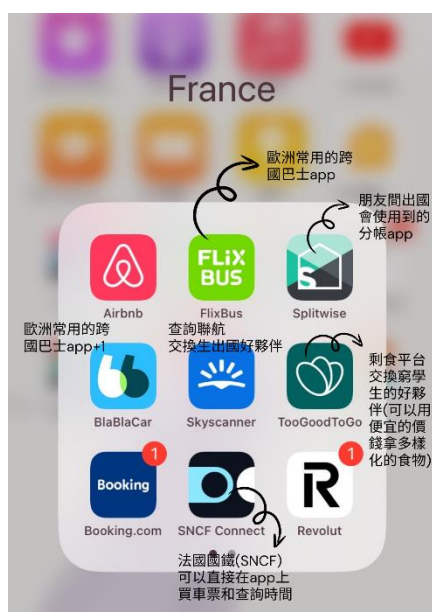 France
歐洲常用的跨
國巴士app
朋友間出國
會使用到的
分帳app
FLiX
BUS
S
Airbnb
FlixBus
Splitwise
歐洲常用的跨
國巴士app+1
查詢聯航
交換生出國好夥伴
剩食平台
交換窮學
生的好夥
伴(可以用
便宜的價
錢拿多樣
化的食物)
BlaBlaCar
Skyscanner
TooGoodToGo
1
1
Booking
R
Booking.com
SNCF Connect
Revolut
法國國鐵(SNCF)
可以直接在app上
買車票和查詢時間